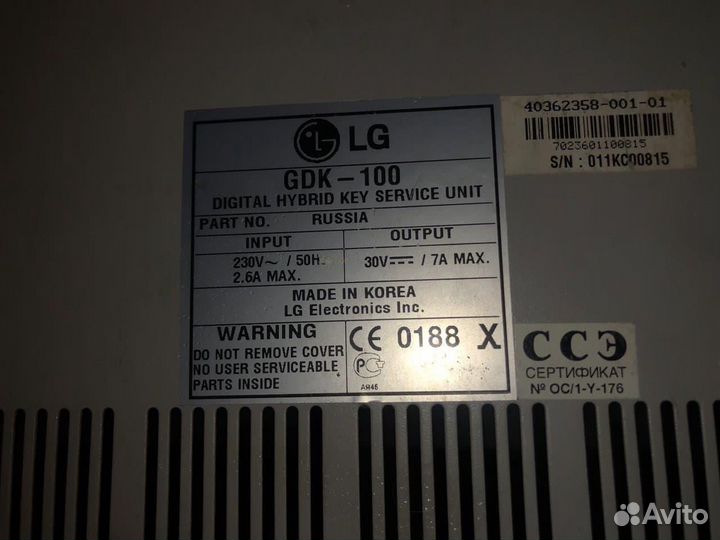 LG
GDK-100
DIGITAL HYBRID KEY SERVICE UNIT
PART NO. RUSSIA
INPUT OUTPUT
230V~ / 50H. 30V⎓ / 7A MAX.
2.6A MAX.
MADE IN KOREA
LG Electronics Inc.
WARNING
DO NOT REMOVE COVER
NO USER SERVICEABLE
PARTS INSIDE
CE 0188 X
АЯ46
40362358-001-01
7023601100815
S/N : 011KC00815
ССЭ
СЕРТИФИКАТ
№ ОС/1-У-176
Avito